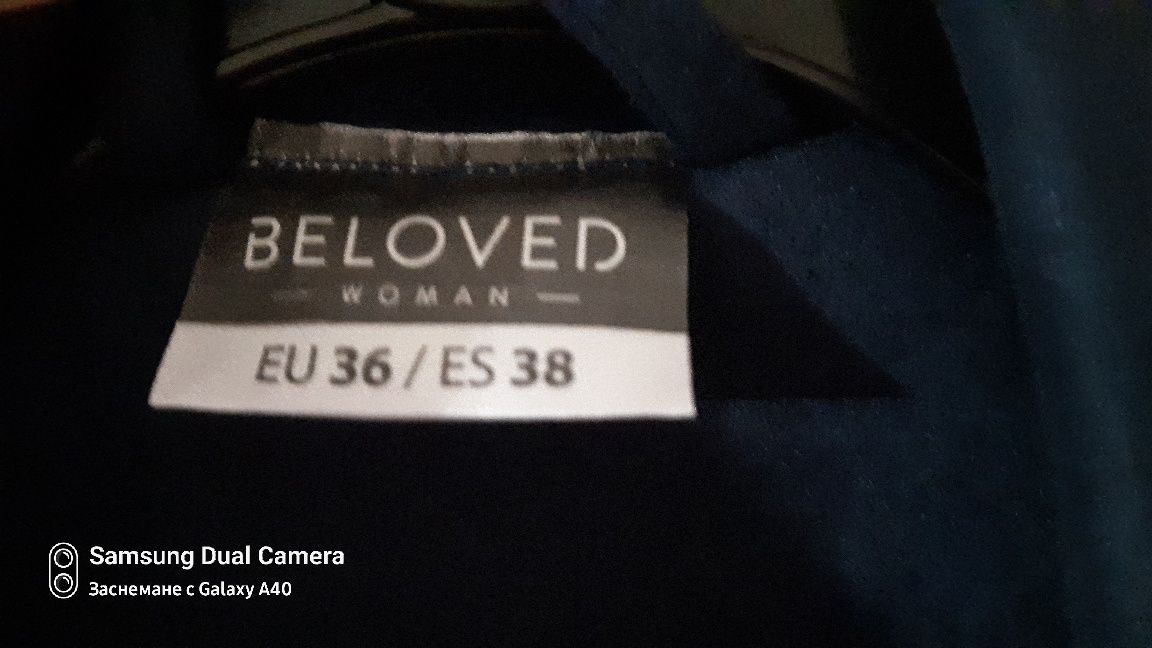 BELOVED
WOMAN
EU 36 / ES 38
Samsung Dual Camera
Заснемане с Galaxy A40